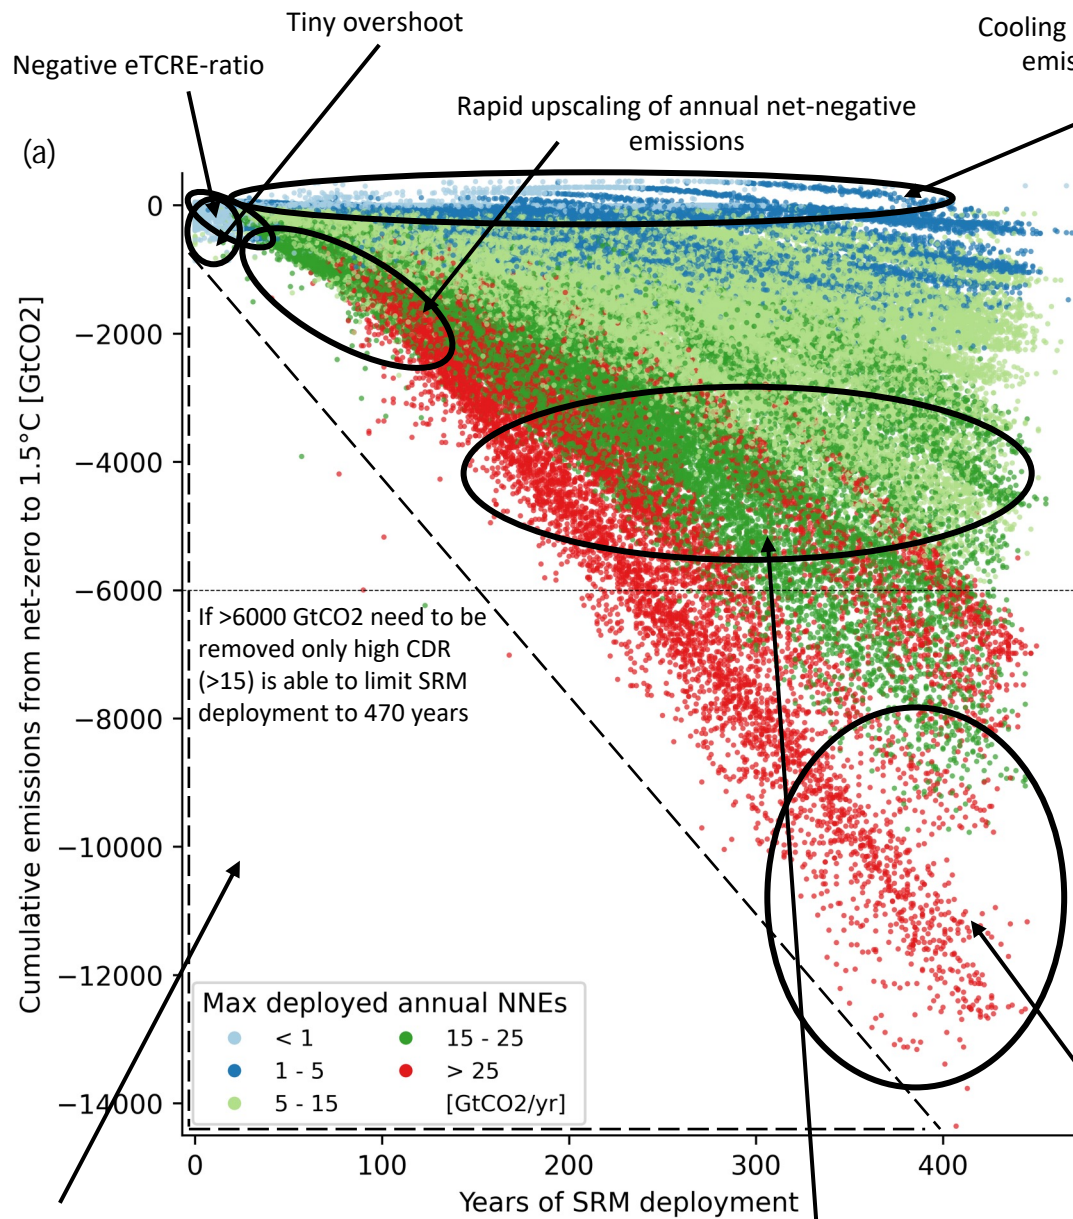 Tiny overshoot
Cooling
emis
Negative eTCRE-ratio
Rapid upscaling of annual net-negative
emissions
(a)
0
−2000
−4000
−6000
−8000
−10000
−12000
−14000
Cumulative emissions from net-zero to 1.5°C [GtCO2]
If >6000 GtCO2 need to be
removed only high CDR
(>15) is able to limit SRM
deployment to 470 years
Max deployed annual NNEs
< 1
1 - 5
5 - 15
15 - 25
> 25
[GtCO2/yr]
0 100 200 300 400
Years of SRM deployment